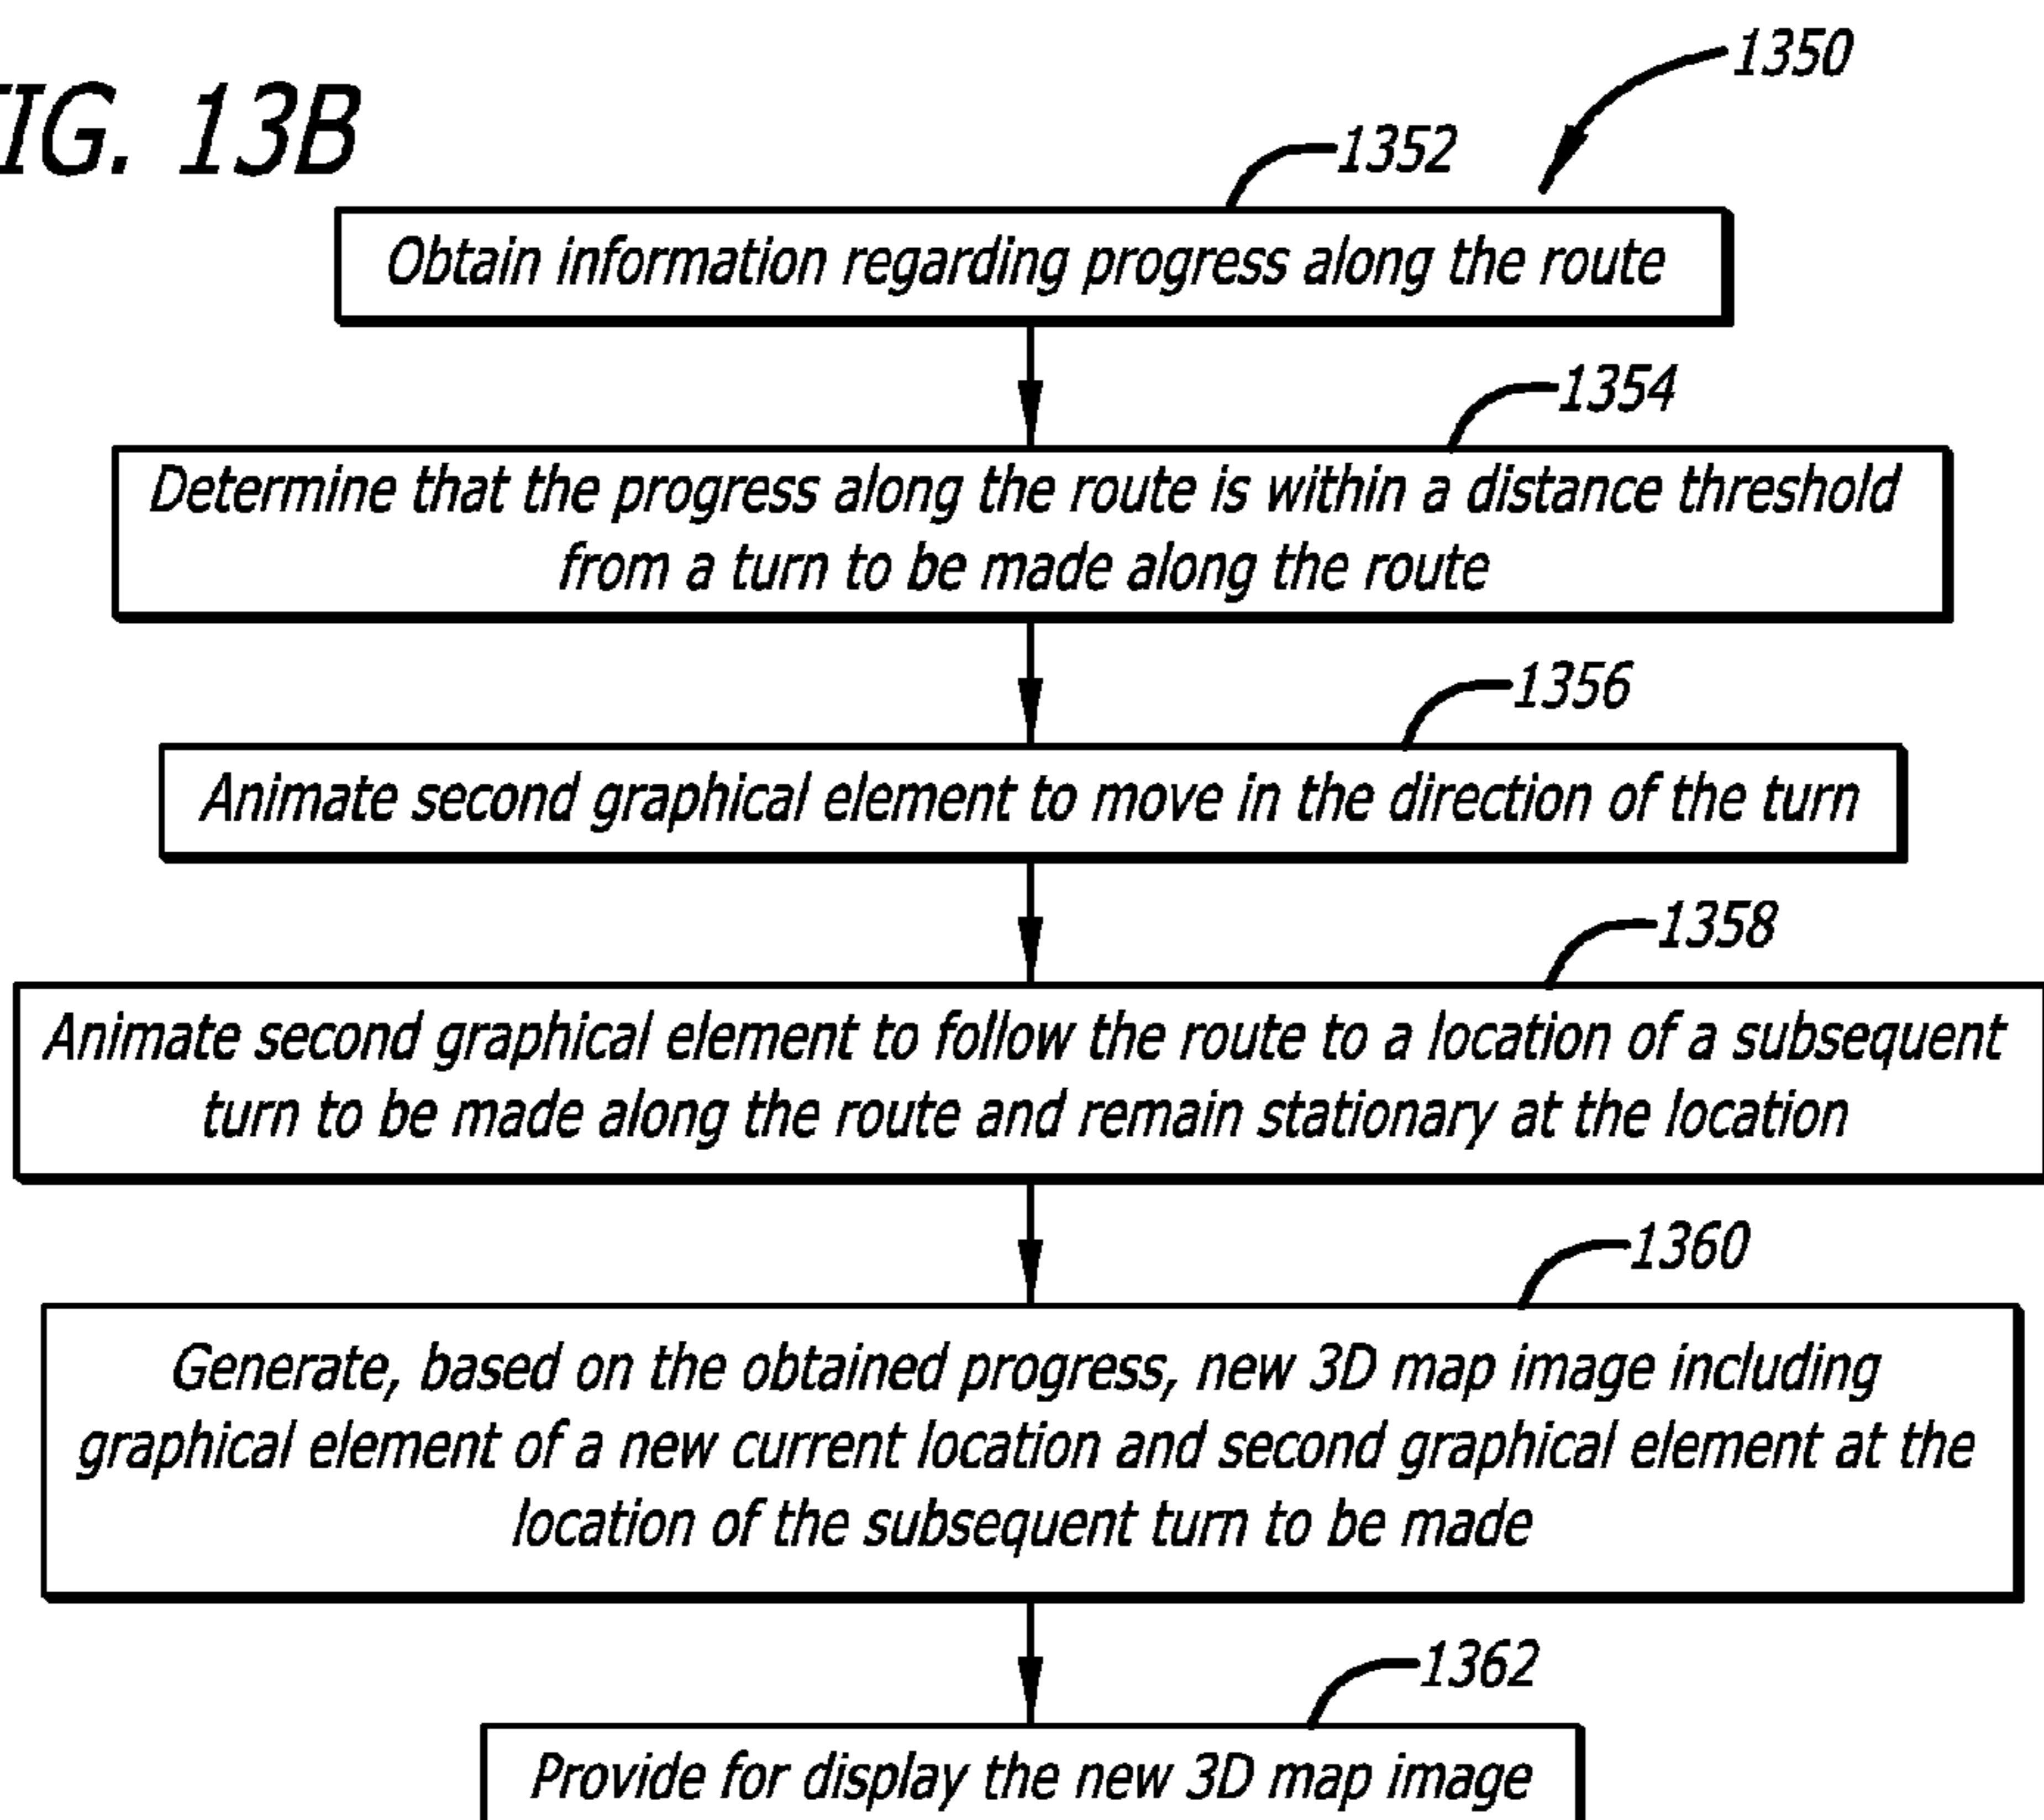 IG. 13B
1350
1352
Obtain information regarding progress along the route
1354
Determine that the progress along the route is within a distance threshold
from a turn to be made along the route
1356
Animate second graphical element to move in the direction of the turn
1358
Animate second graphical element to follow the route to a location of a subsequent
turn to be made along the route and remain stationary at the location
1360
Generate, based on the obtained progress, new 3D map image including
graphical element of a new current location and second graphical element at the
location of the subsequent turn to be made
1362
Provide for display the new 3D map image